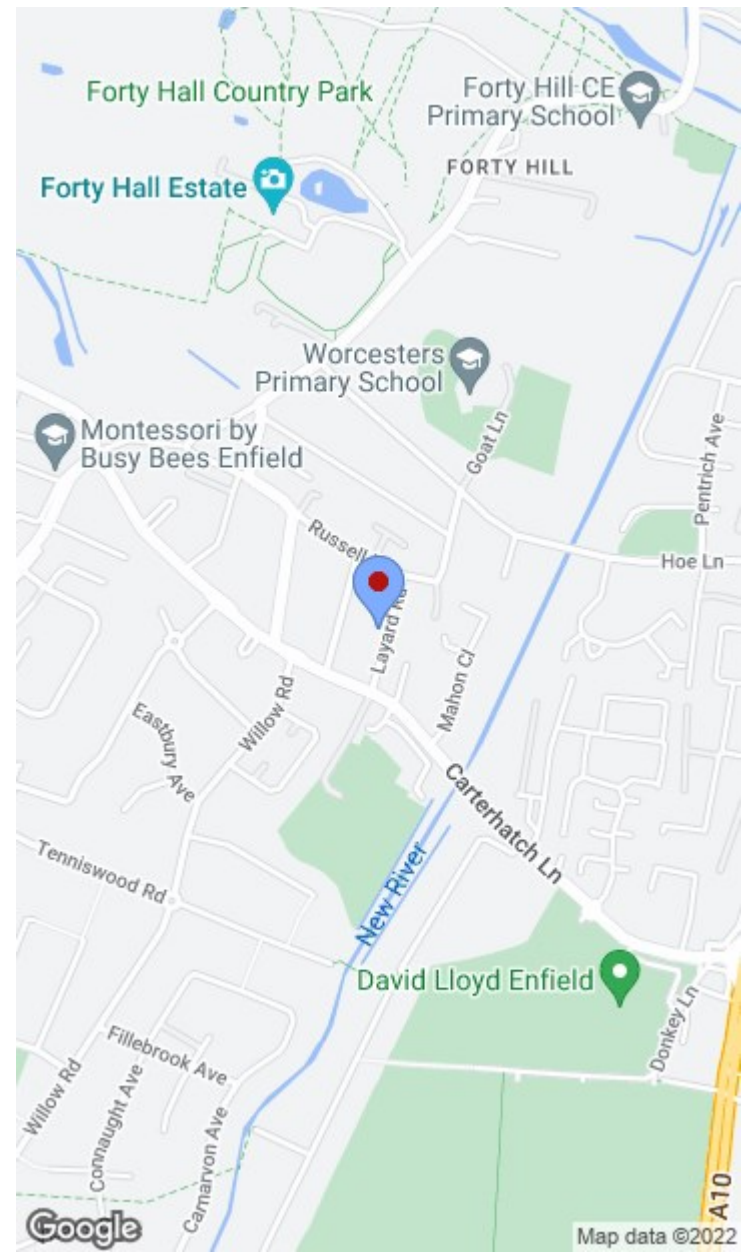 Forty Hall Country Park
Forty Hill CE
Primary School
FORTY HILL
Forty Hall Estate
Worcesters
Primary School
Goat Ln
Pentrich Ave
Montessori by
Busy Bees Enfield
Hoe Ln
Layard Rd
Mahon Cl
Willow Rd
Eastbury Ave
Carterhatch Ln
Tenniswood Rd
New River
David Lloyd Enfield
Donkey Ln
Fillebrook Ave
Willow Rd
Connaught Ave
Carnarvon Ave
A10
Google
Map data ©2022